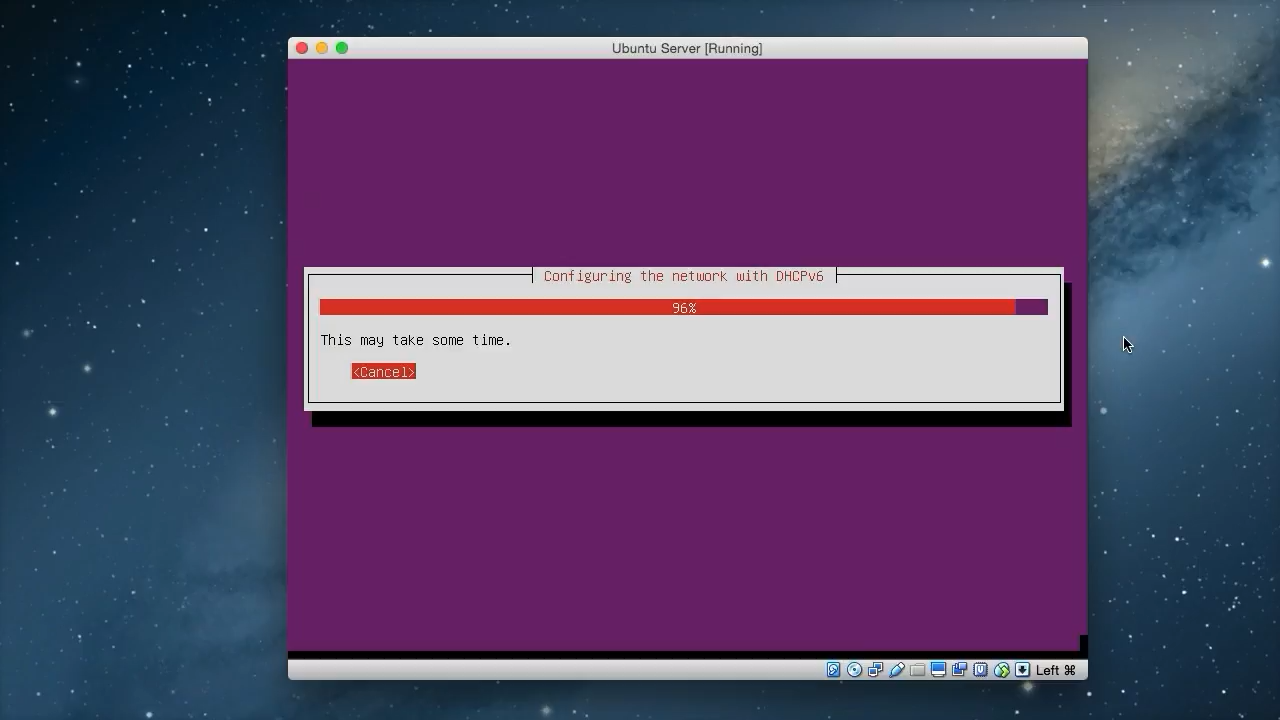 Ubuntu Server [Running]
Configuring the network with DHCPv6
96%
This may take some time.
<Cancel>
Left ⌘